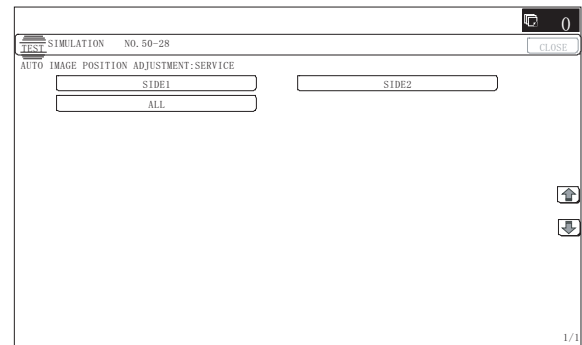 0
TEST SIMULATION NO.50-28 CLOSE
AUTO IMAGE POSITION ADJUSTMENT:SERVICE
SIDE1 SIDE2
ALL
1/1